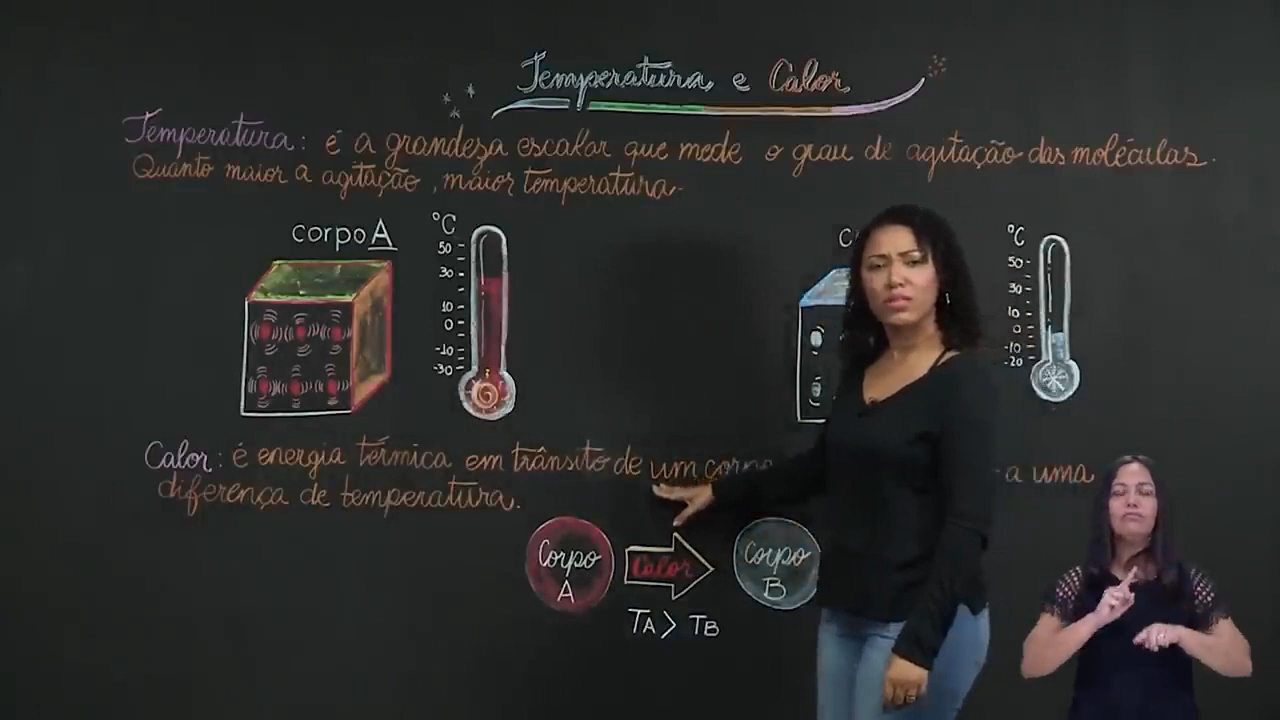 Temperatura e Calor
Temperatura: é a grandeza escalar que mede o grau de agitação das moléculas.
Quanto maior a agitação, maior temperatura.
corpo A
°C
50
30
10
0
-10
-30
°C
50
30
10
0
-10
-20
Calor: é energia térmica em trânsito de um corpo a uma
diferença de temperatura.
Corpo A
Calor
Corpo B
TA > TB